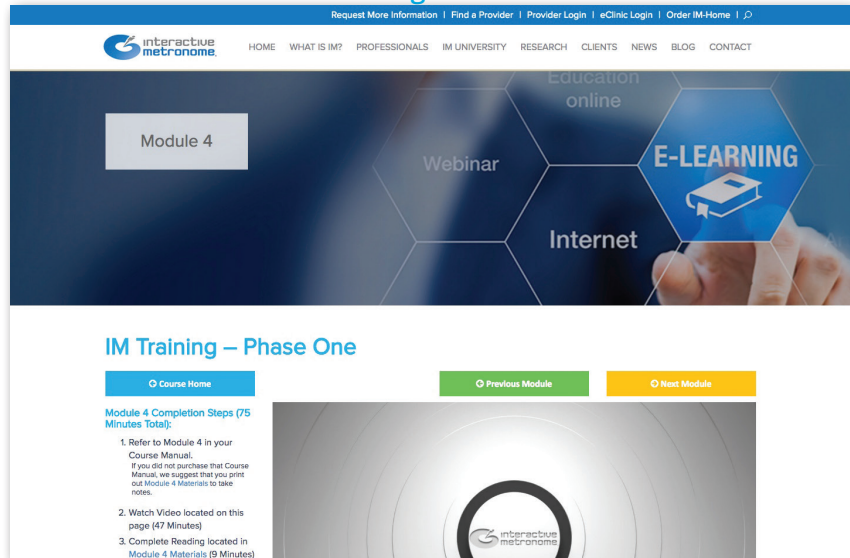 Request More Information | Find a Provider | Provider Login | eClinic Login | Order IM-Home |
interactive
metronome.
HOME WHAT IS IM? PROFESSIONALS IM UNIVERSITY RESEARCH CLIENTS NEWS BLOG CONTACT
Education
online
Module 4
Webinar
E-LEARNING
Internet
IM Training – Phase One
Course Home
Previous Module
Next Module
Module 4 Completion Steps (75
Minutes Total):
1. Refer to Module 4 in your
Course Manual.
If you did not purchase that Course
Manual, we suggest that you print
out Module 4 Materials to take
notes.
2. Watch Video located on this
page (47 Minutes)
3. Complete Reading located in
Module 4 Materials (9 Minutes)
interactive
metronome